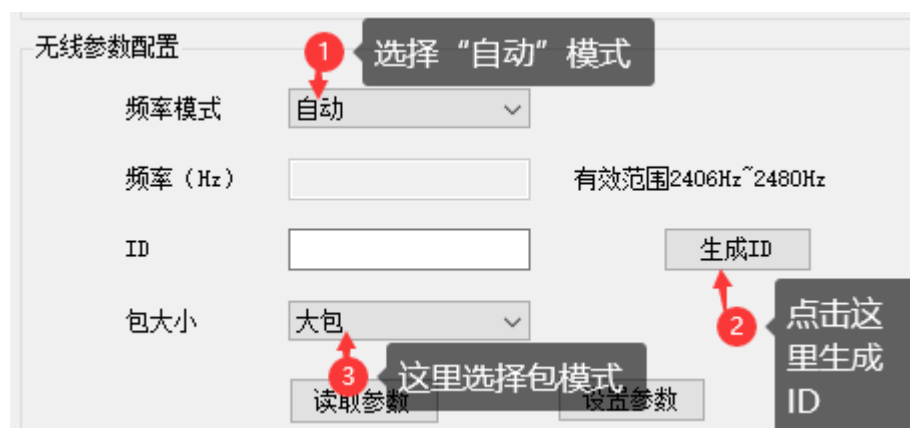 无线参数配置
1 选择“自动”模式
频率模式 自动
频率（Hz） 有效范围2406Hz~2480Hz
ID 生成ID
包大小 大包
2 点击这
里生成
ID
3 这里选择包模式
读取参数 设置参数